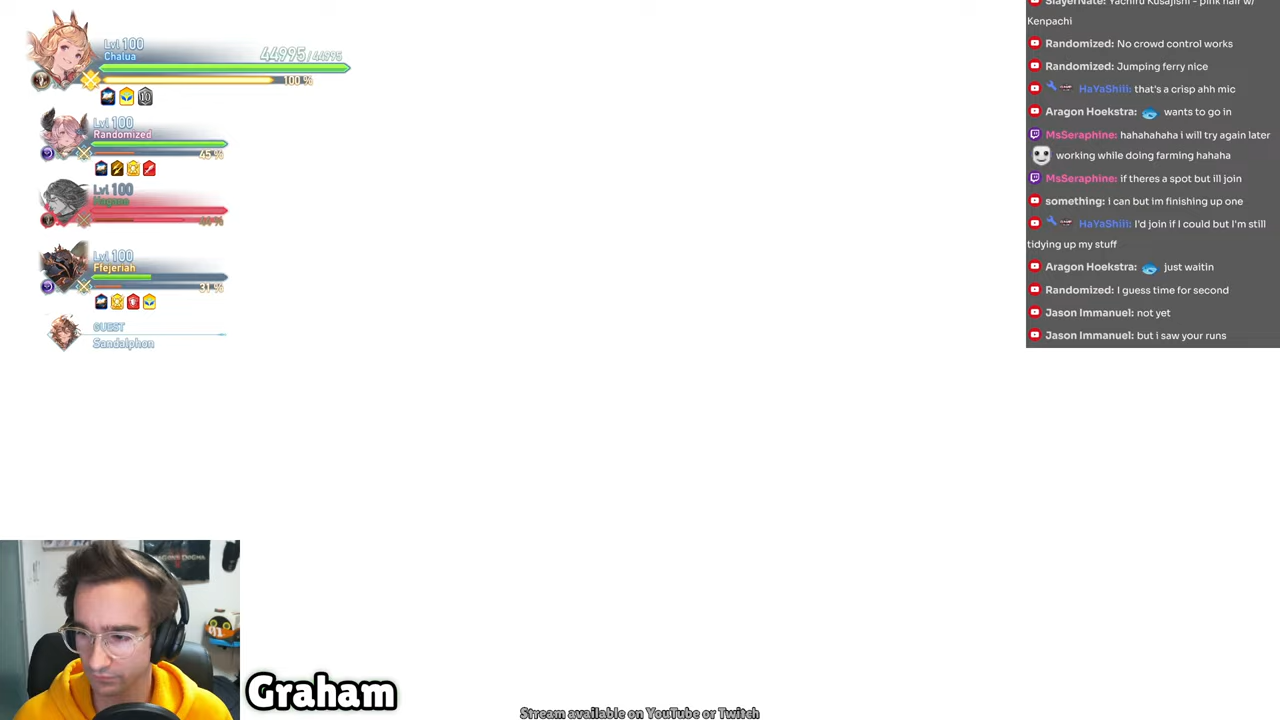 Lvl 100
Chalua
44995/44995
100 %
10
Lvl 100
Randomized
45 %
Lvl 100
Lvl 100
Ffejeriah
31 %
GUEST
Sandalphon
SlayerNate: Yachiru Kusajishi - pink hair w/
Kenpachi
Randomized: No crowd control works
Randomized: Jumping ferry nice
HaYaShiii: that's a crisp ahh mic
Aragon Hoekstra: wants to go in
MsSeraphine: hahahahaha i will try again later
working while doing farming hahaha
MsSeraphine: if theres a spot but ill join
something: i can but im finishing up one
HaYaShiii: I'd join if I could but I'm still
tidying up my stuff
Aragon Hoekstra: just waitin
Randomized: I guess time for second
Jason Immanuel: not yet
Jason Immanuel: but i saw your runs
Graham
Stream available on YouTube or Twitch